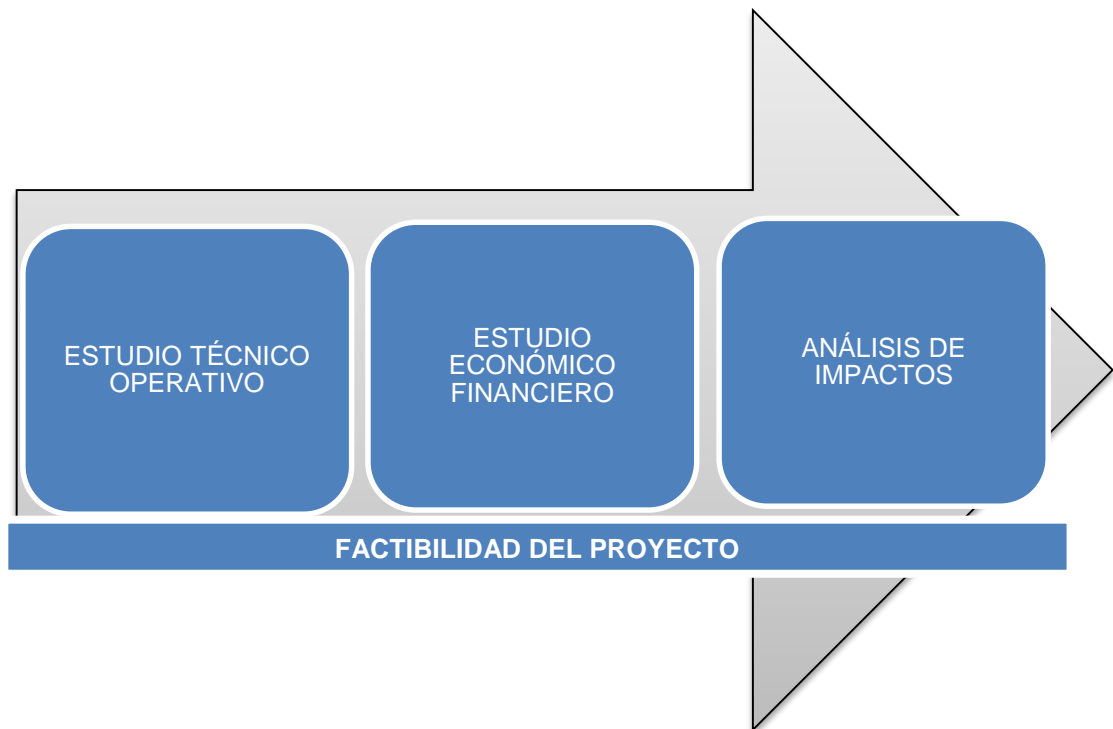 ESTUDIO TÉCNICO
OPERATIVO
ESTUDIO
ECONÓMICO
FINANCIERO
ANÁLISIS DE
IMPACTOS
FACTIBILIDAD DEL PROYECTO